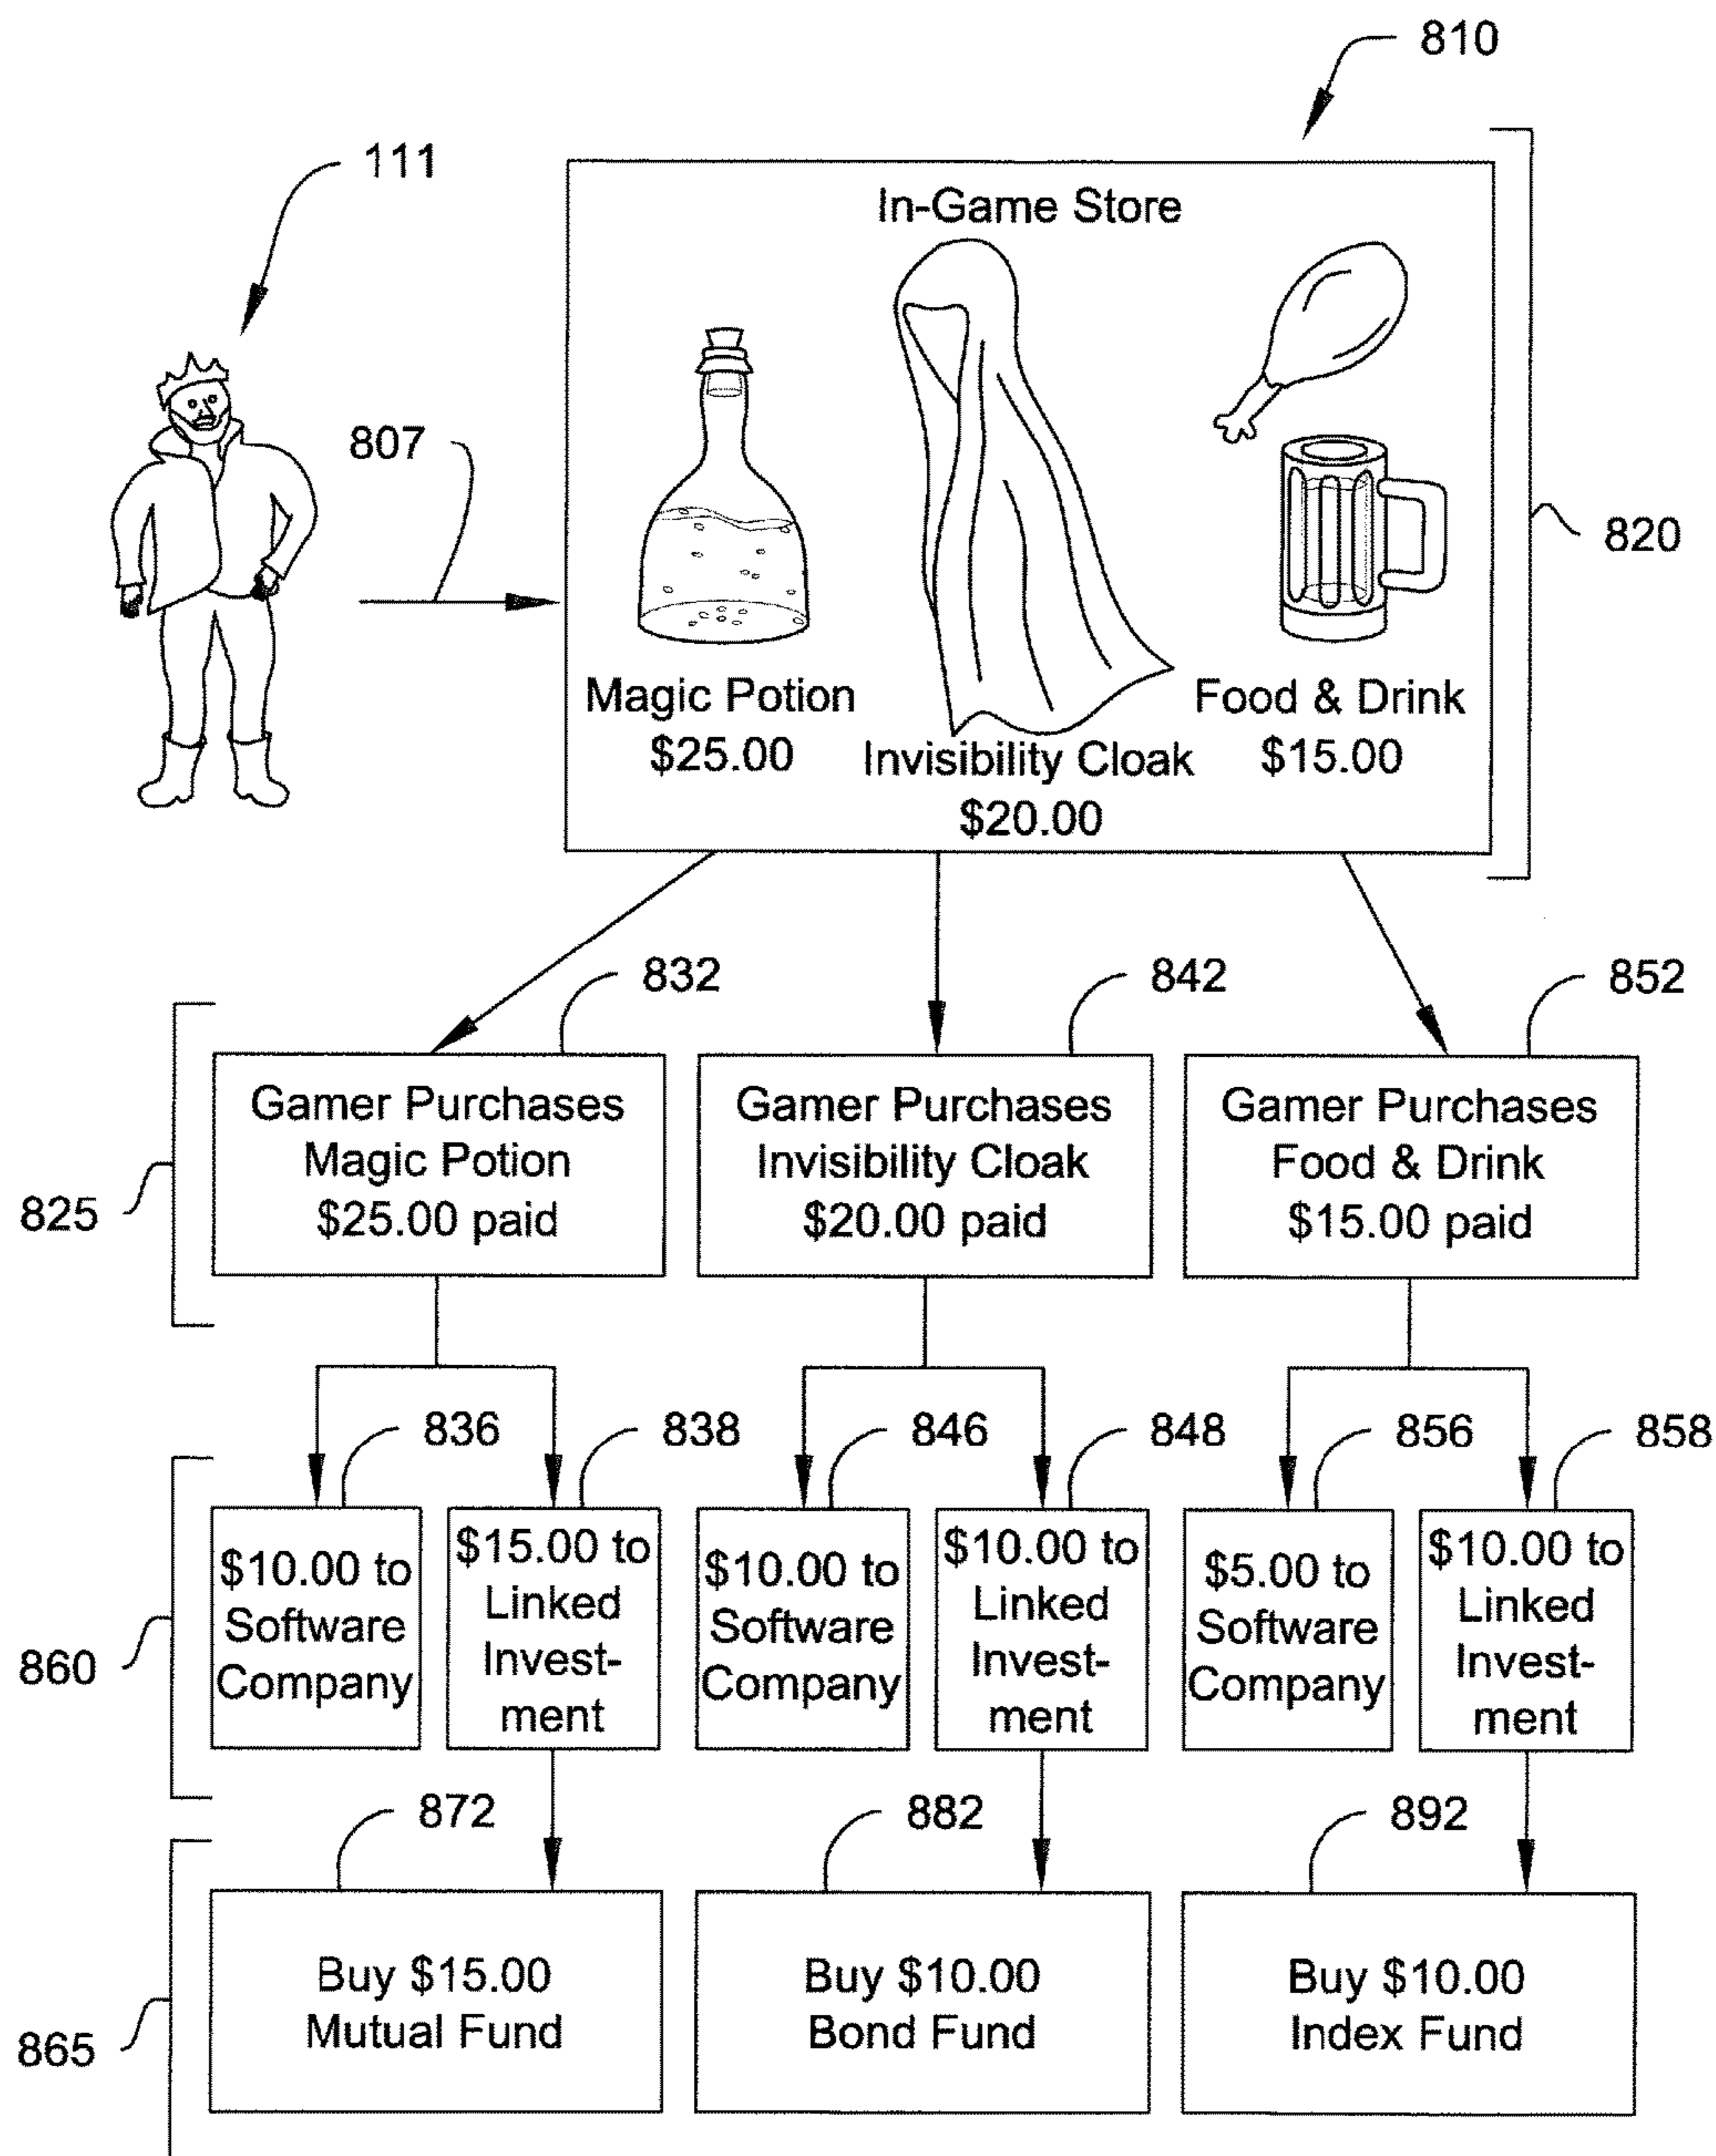 810
111
In-Game Store
807
820
Magic Potion
$25.00
Invisibility Cloak
$20.00
Food & Drink
$15.00
832
842
852
825
Gamer Purchases
Magic Potion
$25.00 paid
Gamer Purchases
Invisibility Cloak
$20.00 paid
Gamer Purchases
Food & Drink
$15.00 paid
836
838
846
848
856
858
860
$10.00 to
Software
Company
$15.00 to
Linked
Invest-
ment
$10.00 to
Software
Company
$10.00 to
Linked
Invest-
ment
$5.00 to
Software
Company
$10.00 to
Linked
Invest-
ment
872
882
892
865
Buy $15.00
Mutual Fund
Buy $10.00
Bond Fund
Buy $10.00
Index Fund